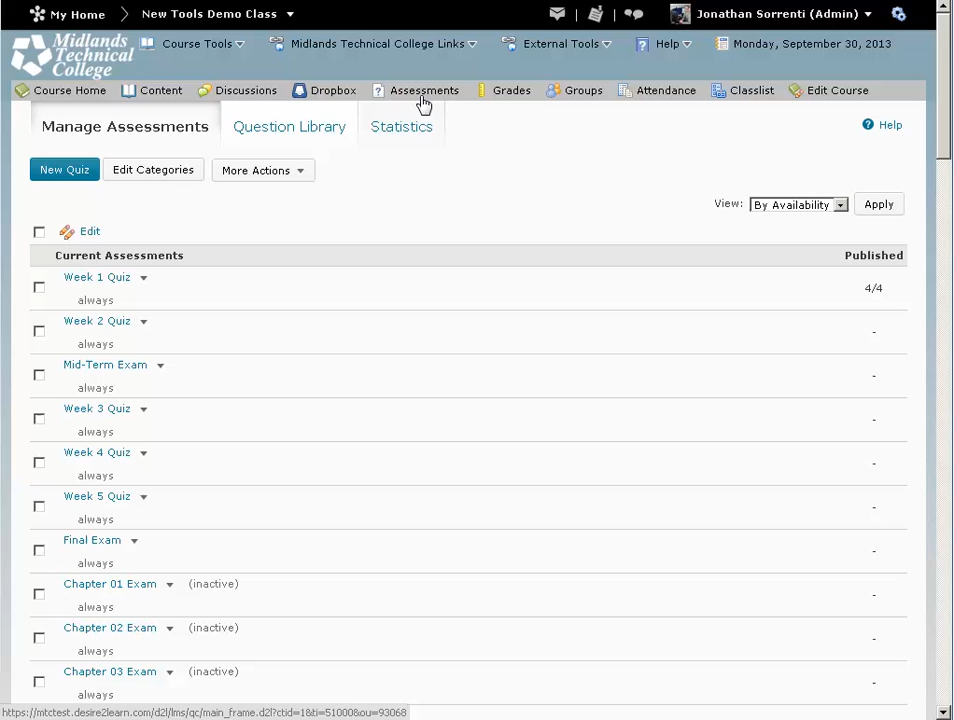 My Home
New Tools Demo Class
Jonathan Sorrenti (Admin)
Midlands Technical College
Course Tools
Midlands Technical College Links
External Tools
Help
Monday, September 30, 2013
Course Home
Content
Discussions
Dropbox
Assessments
Grades
Groups
Attendance
Classlist
Edit Course
Manage Assessments
Question Library
Statistics
Help
New Quiz
Edit Categories
More Actions
View:
By Availability
Apply
Edit
Current Assessments
Published
Week 1 Quiz
always
4/4
Week 2 Quiz
always
-
Mid-Term Exam
always
-
Week 3 Quiz
always
-
Week 4 Quiz
always
-
Week 5 Quiz
always
-
Final Exam
always
-
Chapter 01 Exam (inactive)
always
-
Chapter 02 Exam (inactive)
always
-
Chapter 03 Exam (inactive)
always
-
https://mtctest.desire2learn.com/d2l/lms/qc/main_frame.d2l?ctid=1&ti=51000&ou=93068